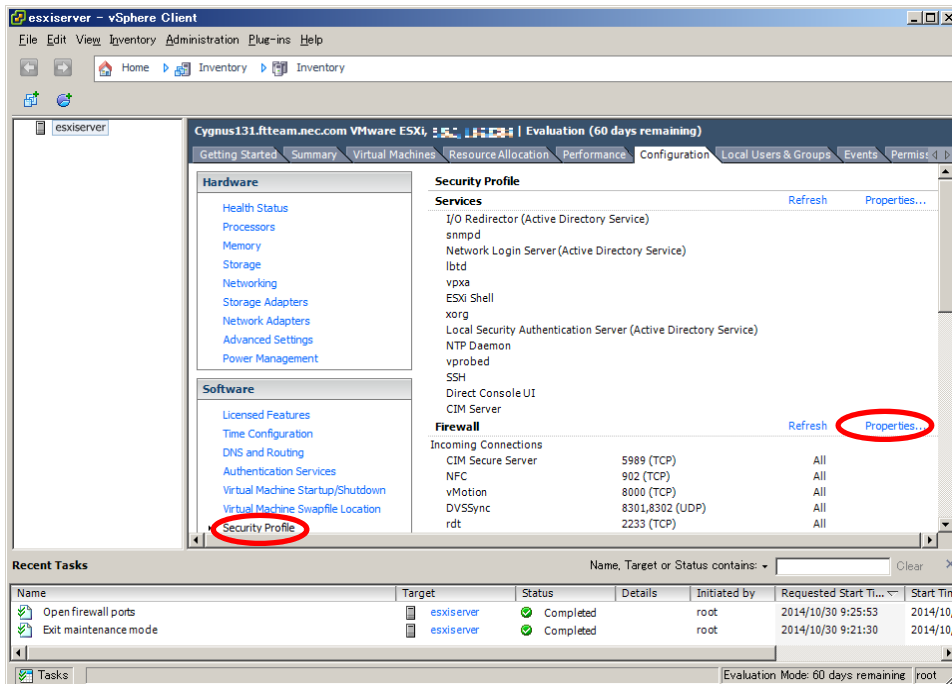 esxiserver - vSphere Client
File Edit View Inventory Administration Plug-ins Help
Home Inventory Inventory
esxiserver
Cygnus131.ftteam.nec.com VMware ESXi, | Evaluation (60 days remaining)
Getting Started Summary Virtual Machines Resource Allocation Performance Configuration Local Users & Groups Events Permiss
Hardware
Health Status
Processors
Memory
Storage
Networking
Storage Adapters
Network Adapters
Advanced Settings
Power Management
Software
Licensed Features
Time Configuration
DNS and Routing
Authentication Services
Virtual Machine Startup/Shutdown
Virtual Machine Swapfile Location
Security Profile
Security Profile
Services Refresh Properties...
I/O Redirector (Active Directory Service)
snmpd
Network Login Server (Active Directory Service)
lbtd
vpxa
ESXi Shell
xorg
Local Security Authentication Server (Active Directory Service)
NTP Daemon
vprobed
SSH
Direct Console UI
CIM Server
Firewall Refresh Properties...
Incoming Connections
CIM Secure Server 5989 (TCP) All
NFC 902 (TCP) All
vMotion 8000 (TCP) All
DVSSync 8301,8302 (UDP) All
rdt 2233 (TCP) All
Recent Tasks Name, Target or Status contains: Clear
Name Target Status Details Initiated by Requested Start Ti... Start Tim
Open firewall ports esxiserver Completed root 2014/10/30 9:25:53 2014/10,
Exit maintenance mode esxiserver Completed root 2014/10/30 9:21:30 2014/10,
Tasks Evaluation Mode: 60 days remaining root